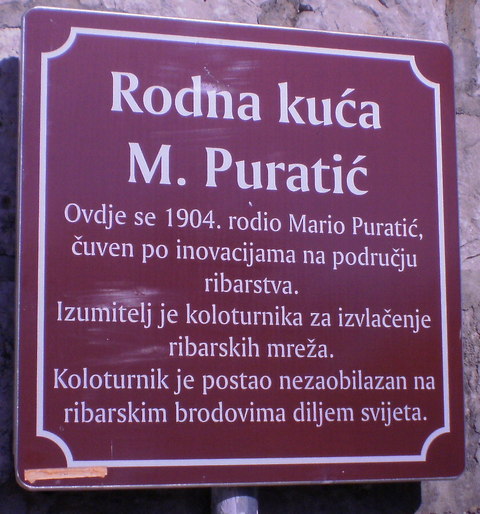 Rodna kuća
M. Puratić
Ovdje se 1904. rodio Mario Puratić,
čuven po inovacijama na području
ribarstva.
Izumitelj je koloturnika za izvlačenje
ribarskih mreža.
Koloturnik je postao nezaobilazan na
ribarskim brodovima diljem svijeta.